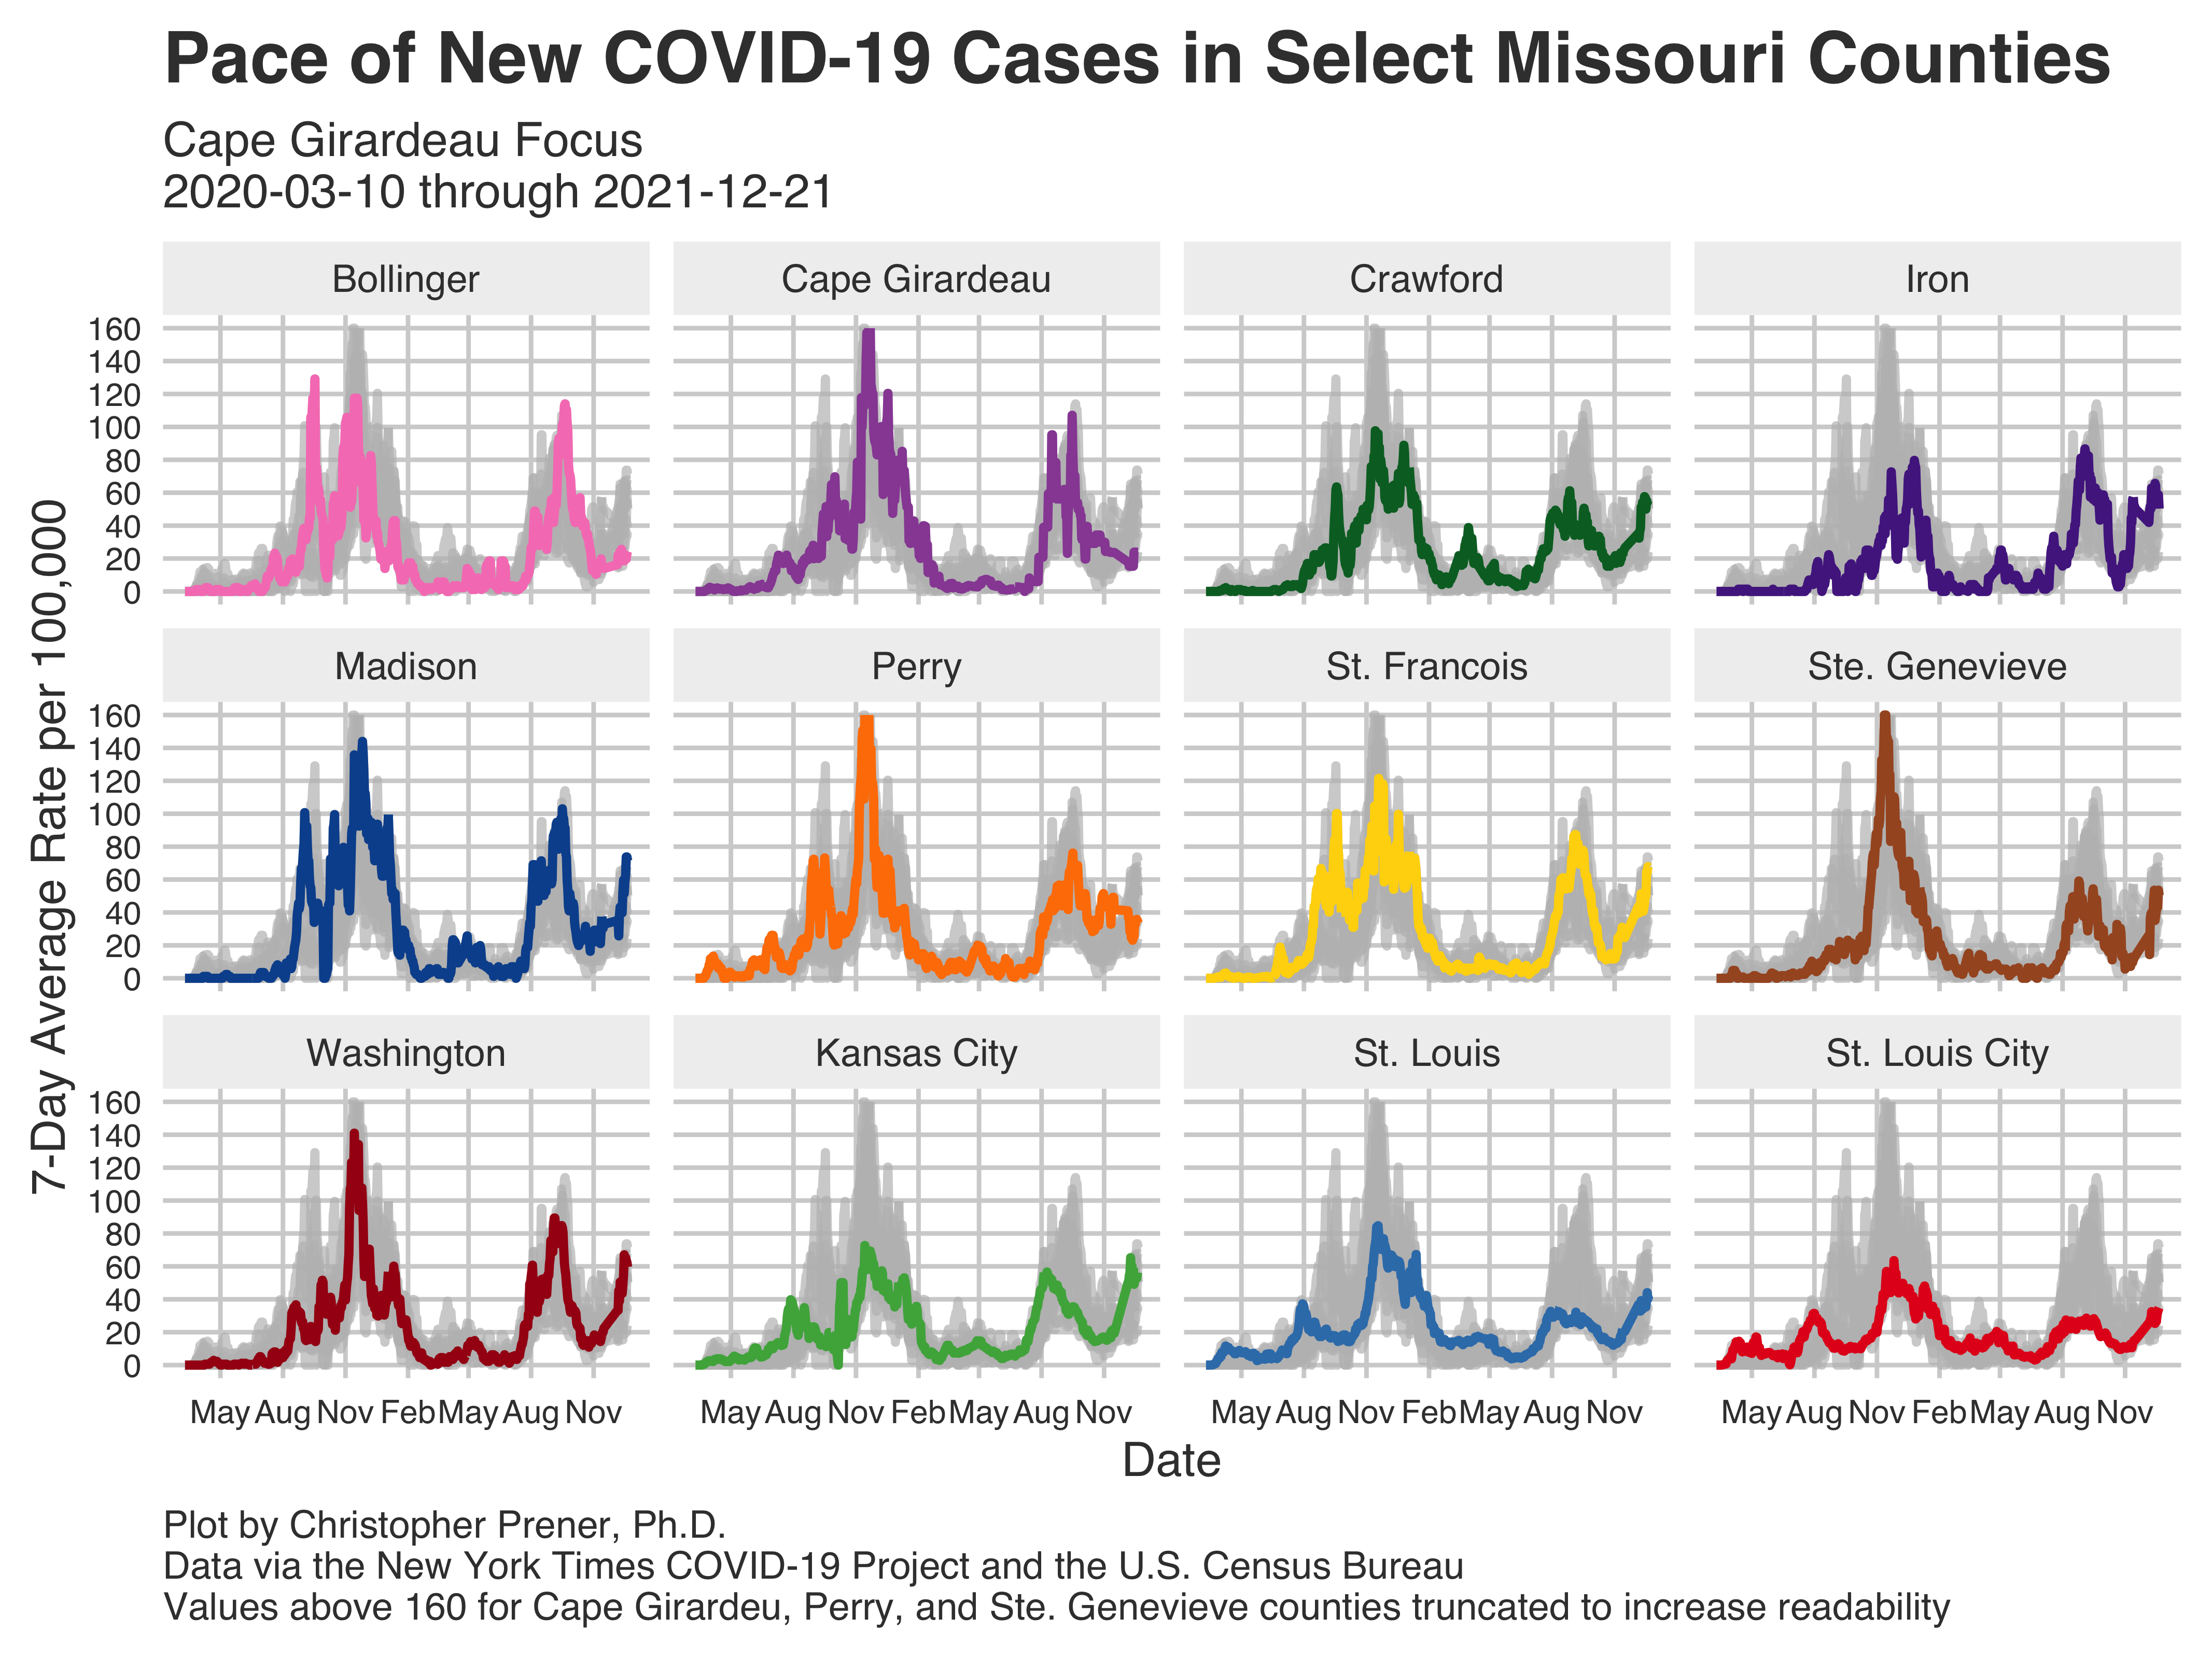 Pace of New COVID-19 Cases in Select Missouri Counties
Cape Girardeau Focus
2020-03-10 through 2021-12-21
Bollinger
Cape Girardeau
Crawford
Iron
160
140
120
100
80
60
40
20
0
Madison
Perry
St. Francois
Ste. Genevieve
160
140
120
100
80
60
40
20
0
Washington
Kansas City
St. Louis
St. Louis City
160
140
120
100
80
60
40
20
0
7-Day Average Rate per 100,000
May Aug Nov Feb May Aug Nov
May Aug Nov Feb May Aug Nov
May Aug Nov Feb May Aug Nov
May Aug Nov Feb May Aug Nov
Date
Plot by Christopher Prener, Ph.D.
Data via the New York Times COVID-19 Project and the U.S. Census Bureau
Values above 160 for Cape Girardeu, Perry, and Ste. Genevieve counties truncated to increase readability